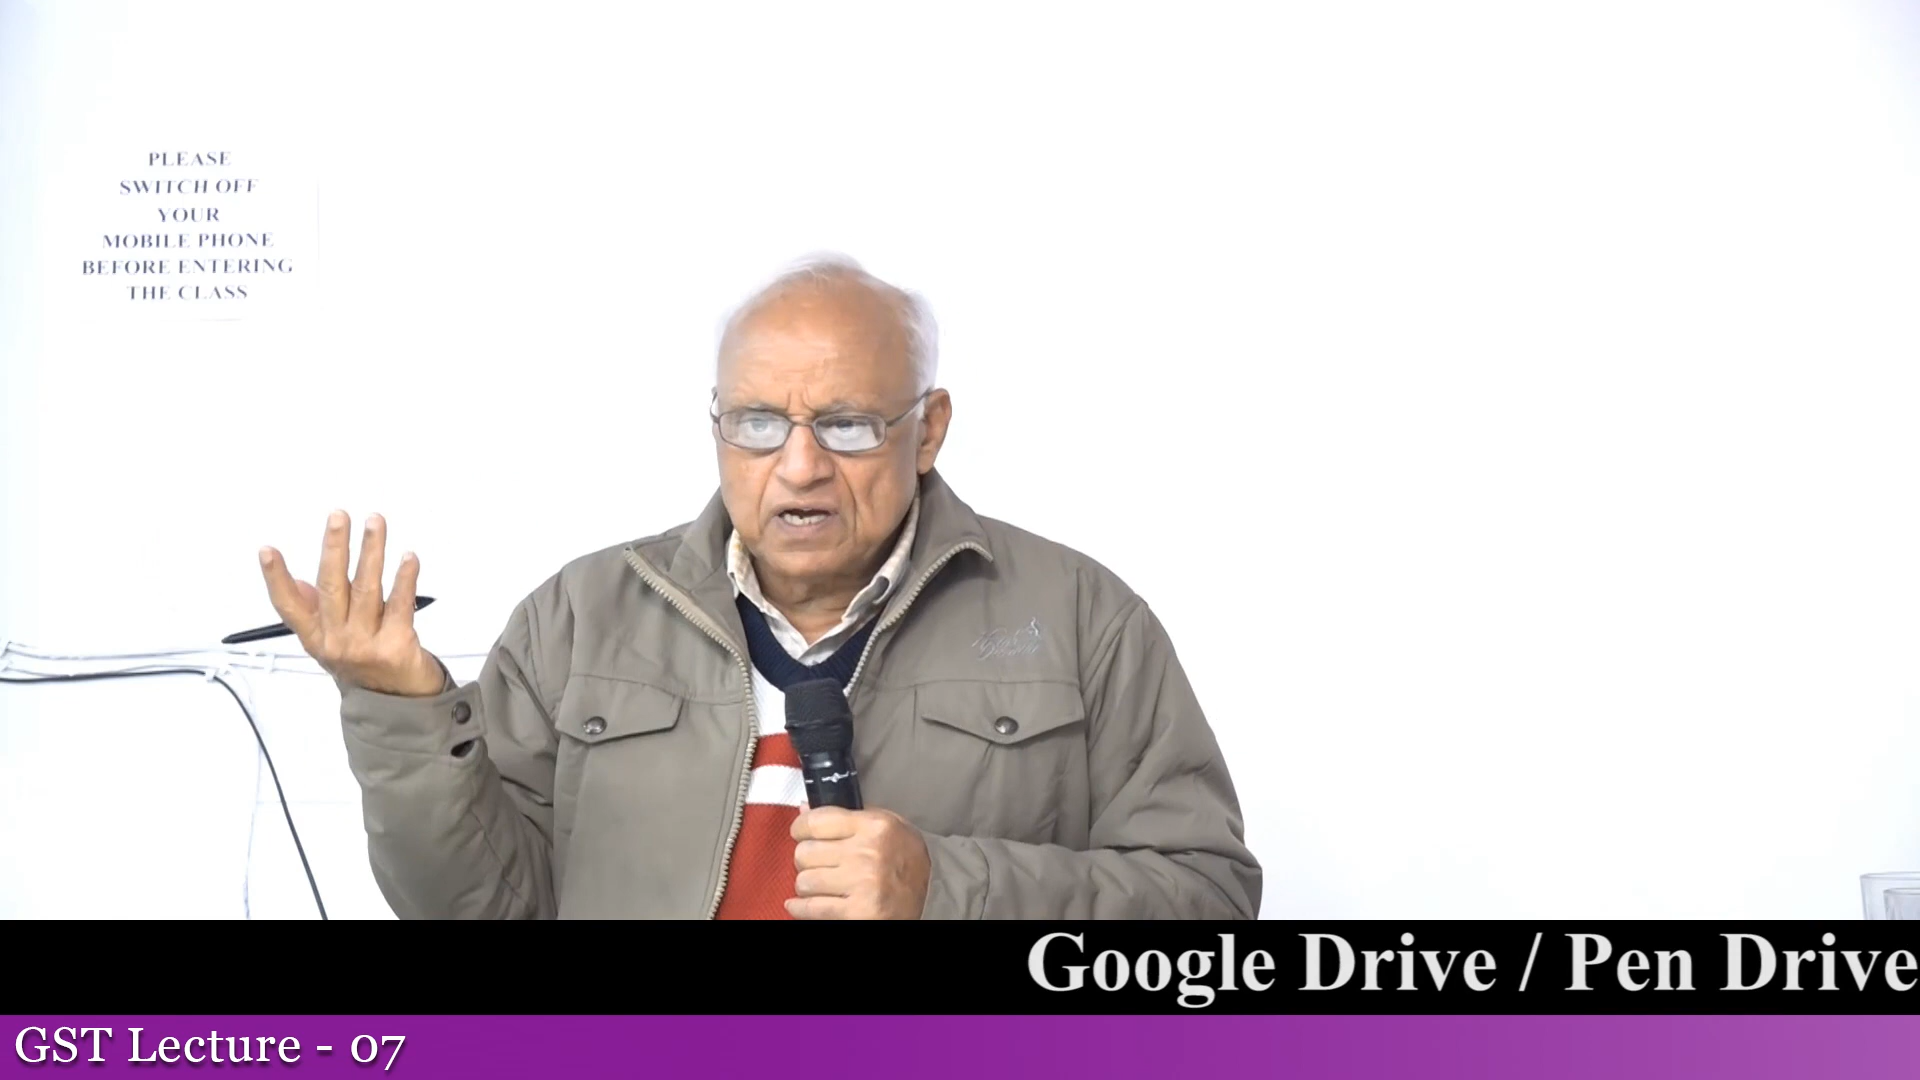 PLEASE
SWITCH OFF
YOUR
MOBILE PHONE
BEFORE ENTERING
THE CLASS
Google Drive / Pen Drive
GST Lecture - 07